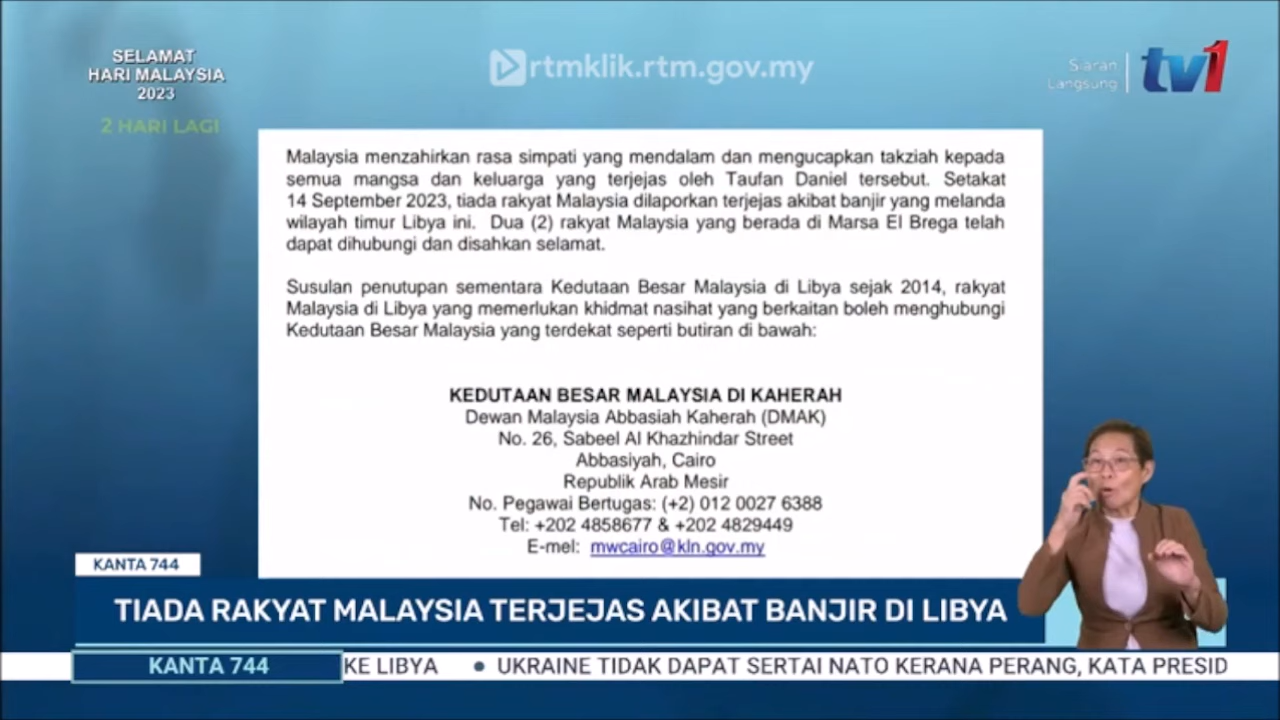 SELAMAT
HARI MALAYSIA
2023
2 HARI LAGI
rtmklik.rtm.gov.my
Siaran
Langsung
tv1
Malaysia menzahirkan rasa simpati yang mendalam dan mengucapkan takziah kepada
semua mangsa dan keluarga yang terjejas oleh Taufan Daniel tersebut. Setakat
14 September 2023, tiada rakyat Malaysia dilaporkan terjejas akibat banjir yang melanda
wilayah timur Libya ini. Dua (2) rakyat Malaysia yang berada di Marsa El Brega telah
dapat dihubungi dan disahkan selamat.
Susulan penutupan sementara Kedutaan Besar Malaysia di Libya sejak 2014, rakyat
Malaysia di Libya yang memerlukan khidmat nasihat yang berkaitan boleh menghubungi
Kedutaan Besar Malaysia yang terdekat seperti butiran di bawah:
KEDUTAAN BESAR MALAYSIA DI KAHERAH
Dewan Malaysia Abbasiah Kaherah (DMAK)
No. 26, Sabeel Al Khazhindar Street
Abbasiyah, Cairo
Republik Arab Mesir
No. Pegawai Bertugas: (+2) 012 0027 6388
Tel: +202 4858677 & +202 4829449
E-mel: mwcairo@kln.gov.my
KANTA 744
TIADA RAKYAT MALAYSIA TERJEJAS AKIBAT BANJIR DI LIBYA
KANTA 744
KE LIBYA • UKRAINE TIDAK DAPAT SERTAI NATO KERANA PERANG, KATA PRESID